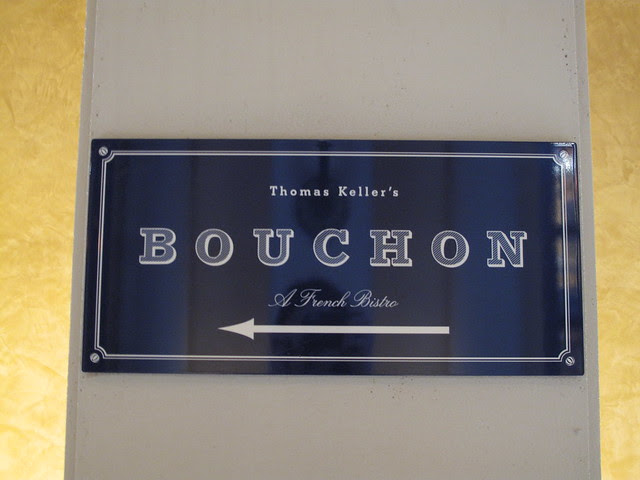 Thomas Keller's
BOUCHON
A French Bistro